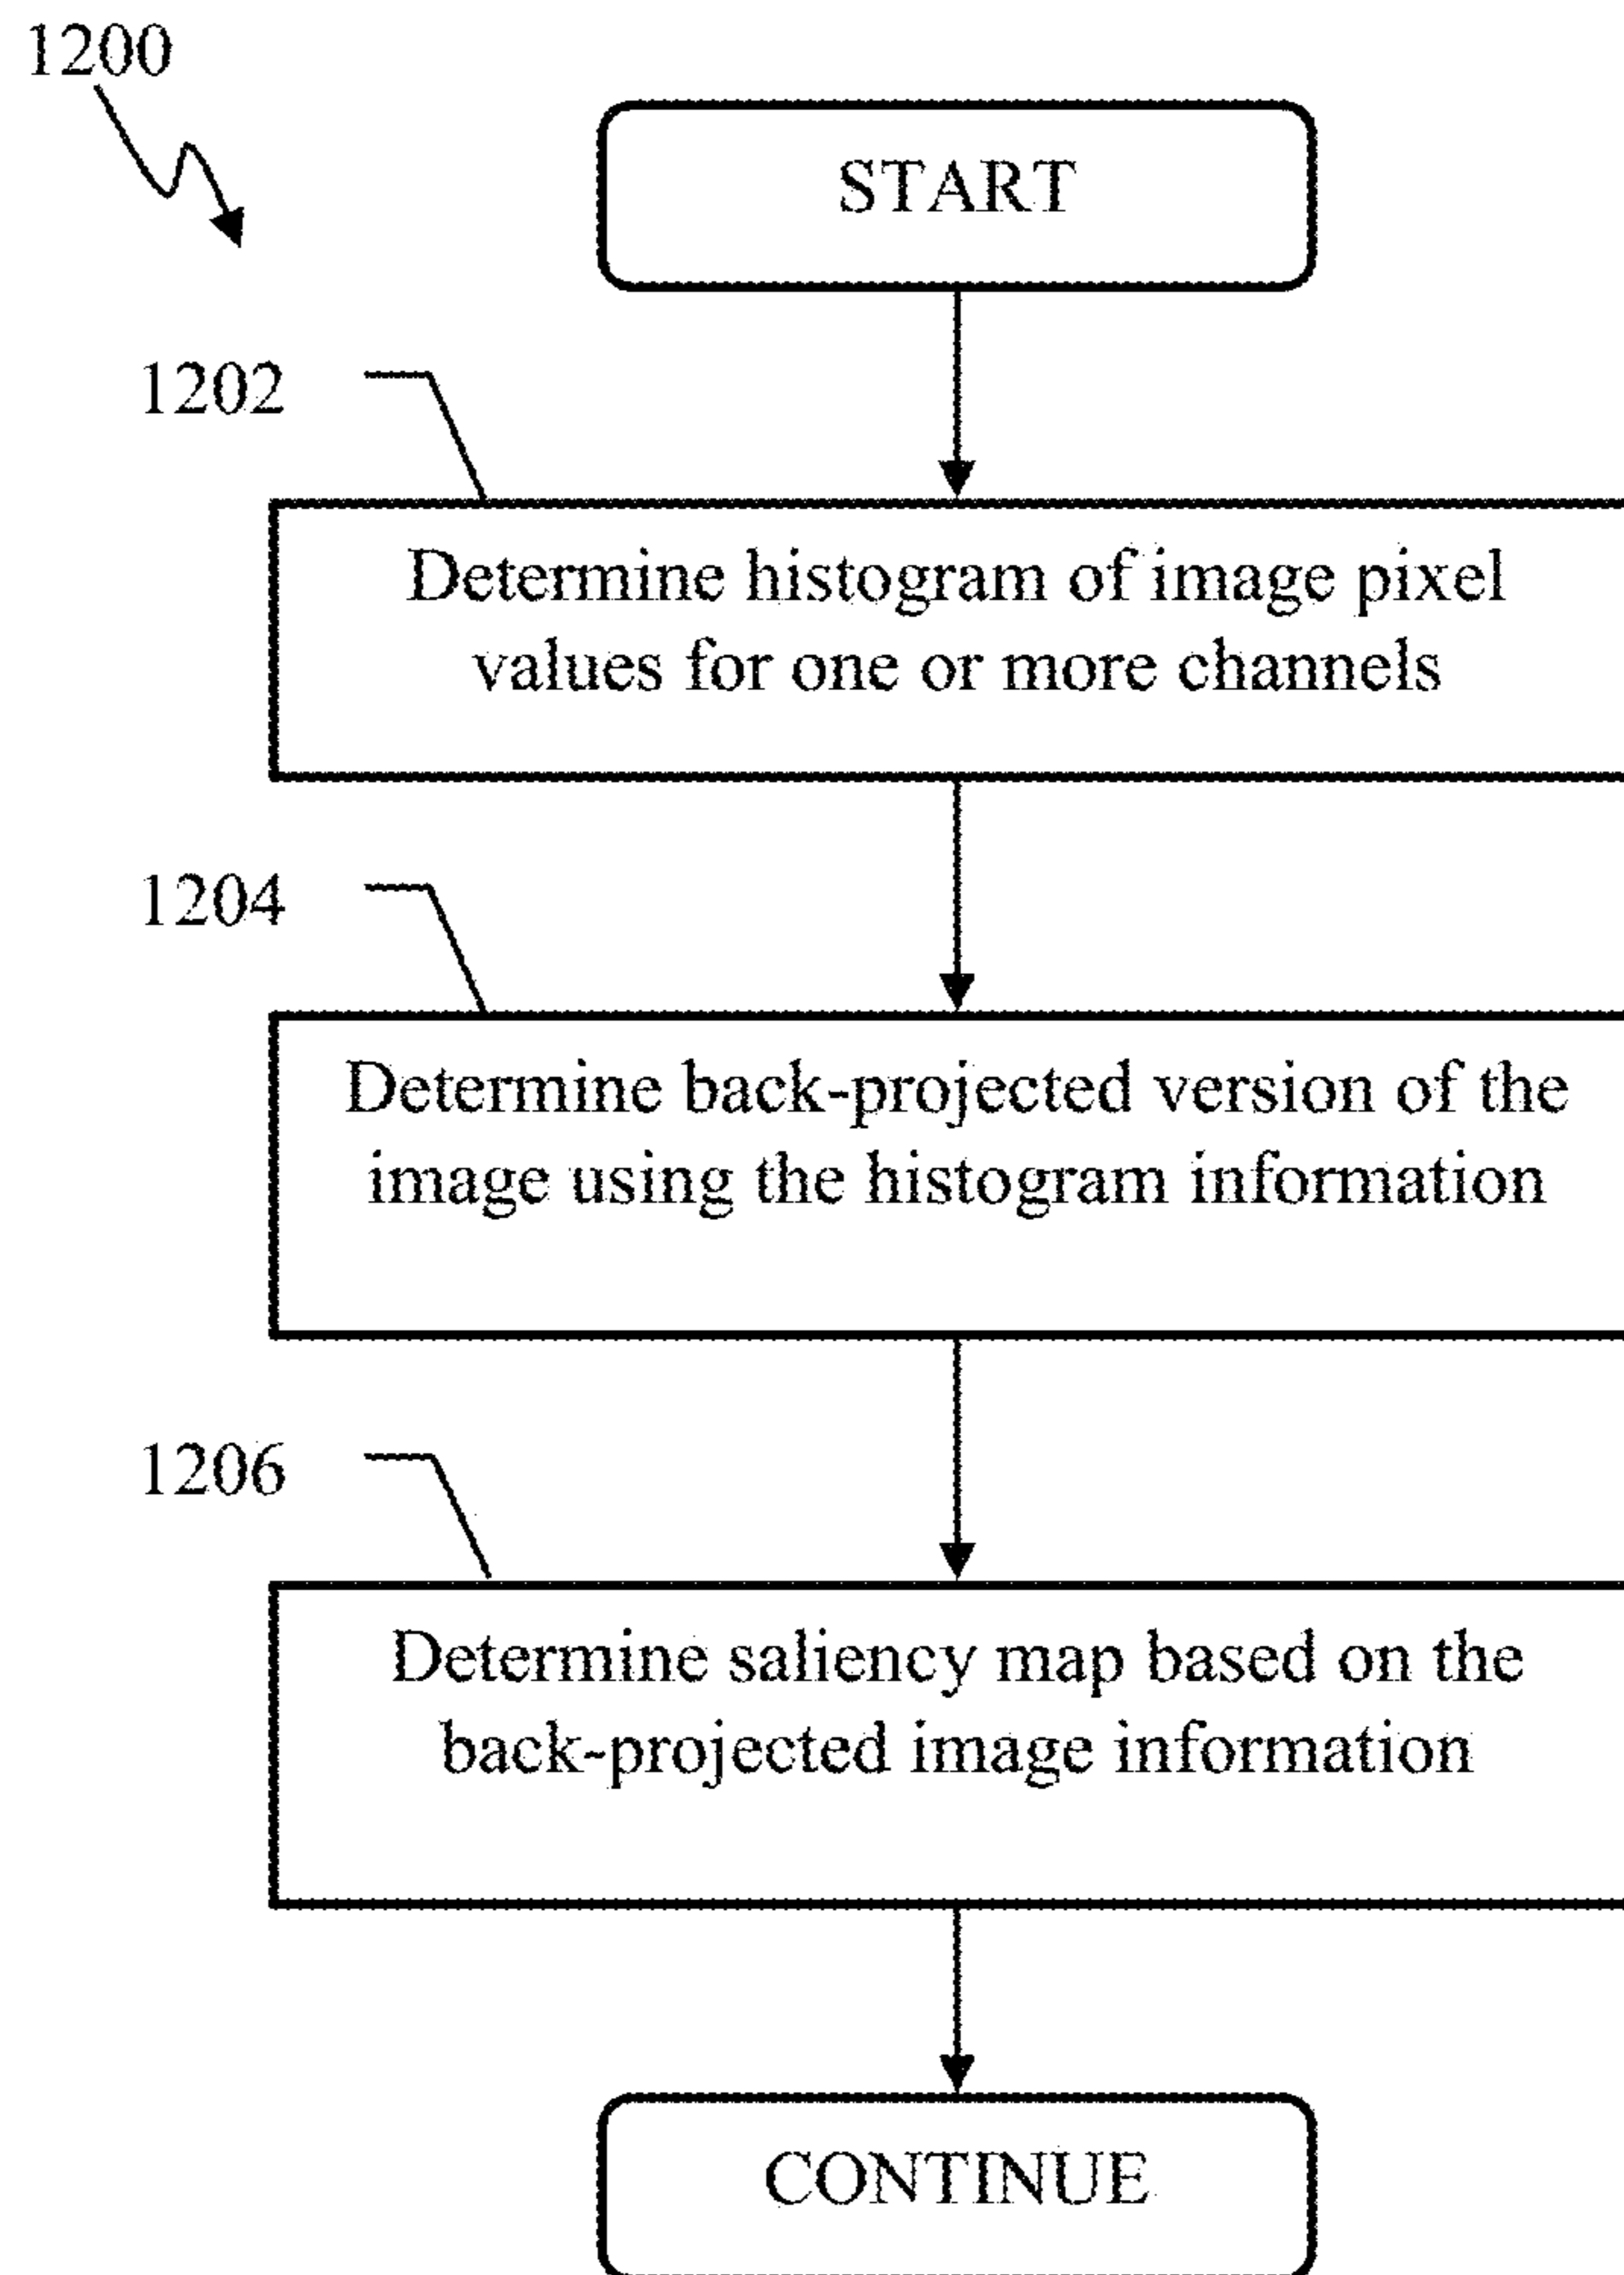 1200
START
1202
Determine histogram of image pixel
values for one or more channels
1204
Determine back-projected version of the
image using the histogram information
1206
Determine saliency map based on the
back-projected image information
CONTINUE